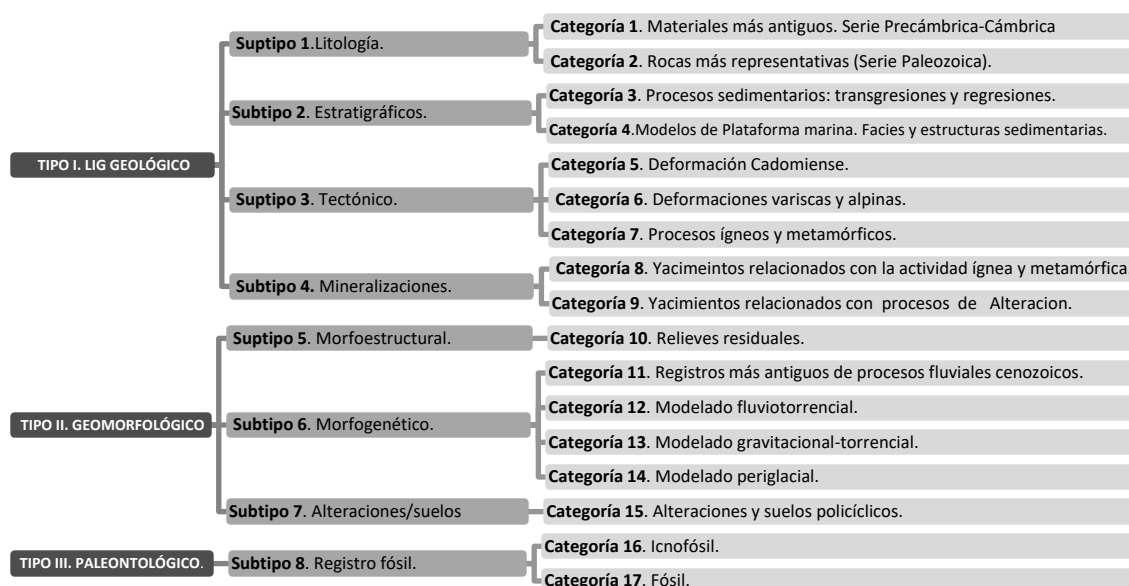 Categoría 1. Materiales más antiguos. Serie Precámbrica-Cámbrica
Suptipo 1.Litología.
Categoría 2. Rocas más representativas (Serie Paleozoica).
Categoría 3. Procesos sedimentarios: transgresiones y regresiones.
Subtipo 2. Estratigráficos.
Categoría 4.Modelos de Plataforma marina. Facies y estructuras sedimentarias.
TIPO I. LIG GEOLÓGICO
Categoría 5. Deformación Cadomiense.
Suptipo 3. Tectónico.
Categoría 6. Deformaciones variscas y alpinas.
Categoría 7. Procesos ígneos y metamórficos.
Categoría 8. Yacimeintos relacionados con la actividad ígnea y metamórfica
Subtipo 4. Mineralizaciones.
Categoría 9. Yacimientos relacionados con procesos de Alteracion.
Suptipo 5. Morfoestructural.
Categoría 10. Relieves residuales.
Categoría 11. Registros más antiguos de procesos fluviales cenozoicos.
Categoría 12. Modelado fluviotorrencial.
TIPO II. GEOMORFOLÓGICO
Subtipo 6. Morfogenético.
Categoría 13. Modelado gravitacional-torrencial.
Categoría 14. Modelado periglacial.
Subtipo 7. Alteraciones/suelos
Categoría 15. Alteraciones y suelos policíclicos.
Categoría 16. Icnofósil.
TIPO III. PALEONTOLÓGICO.
Subtipo 8. Registro fósil.
Categoría 17. Fósil.